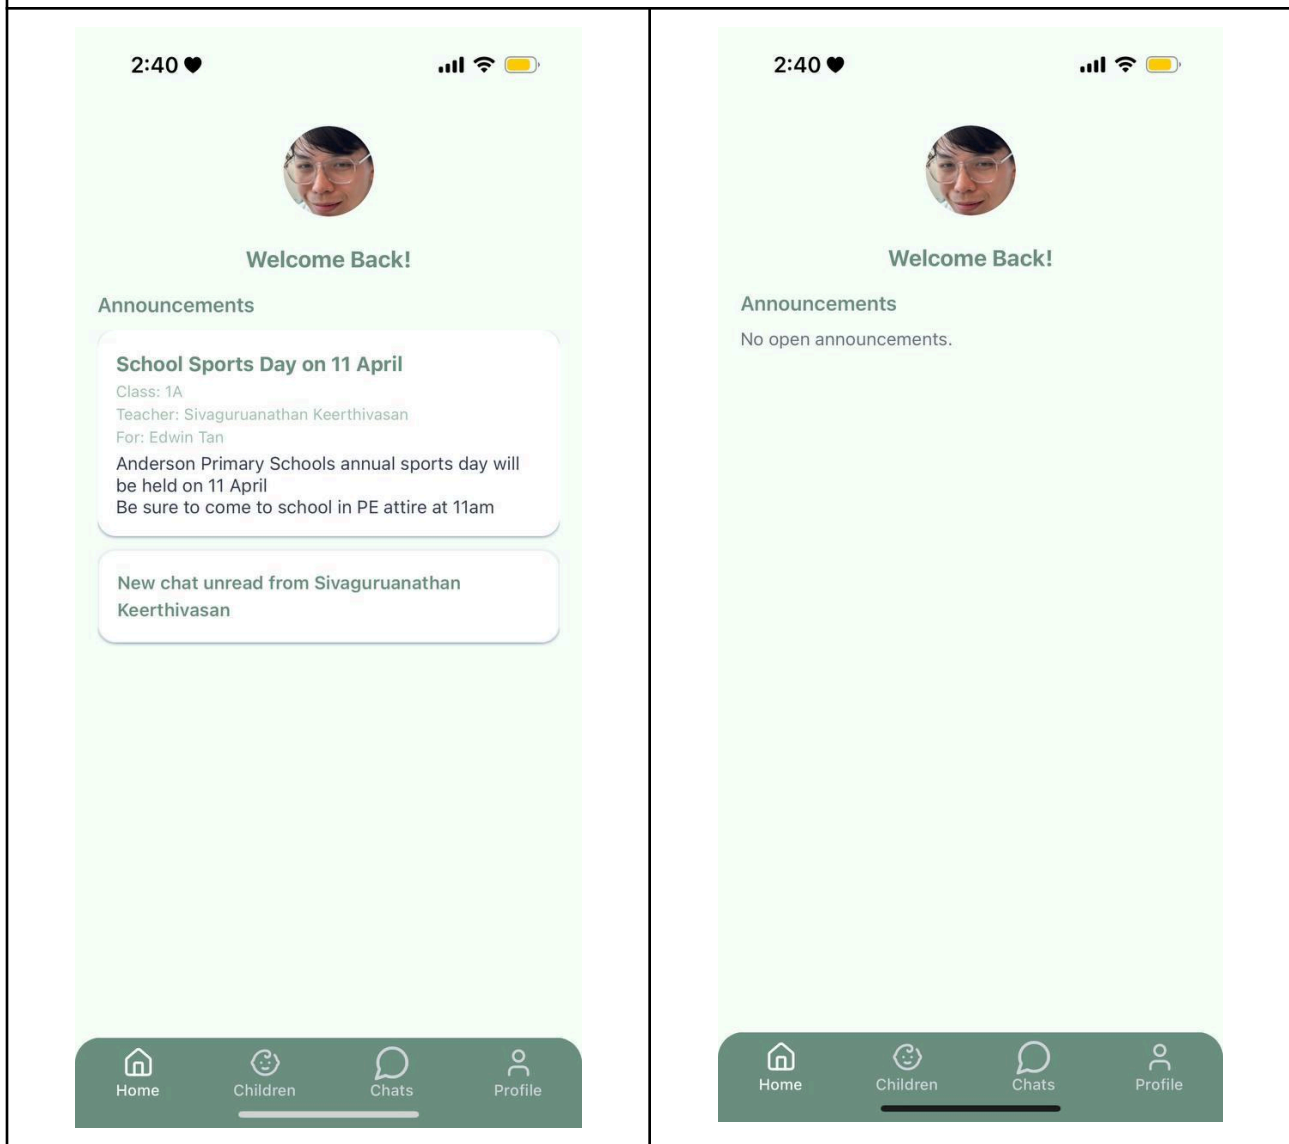 2:40
Welcome Back!
Announcements
School Sports Day on 11 April
Class: 1A
Teacher: Sivaguruanathan Keerthivasan
For: Edwin Tan
Anderson Primary Schools annual sports day will
be held on 11 April
Be sure to come to school in PE attire at 11am
New chat unread from Sivaguruanathan
Keerthivasan
Home
Children
Chats
Profile
2:40
Welcome Back!
Announcements
No open announcements.
Home
Children
Chats
Profile